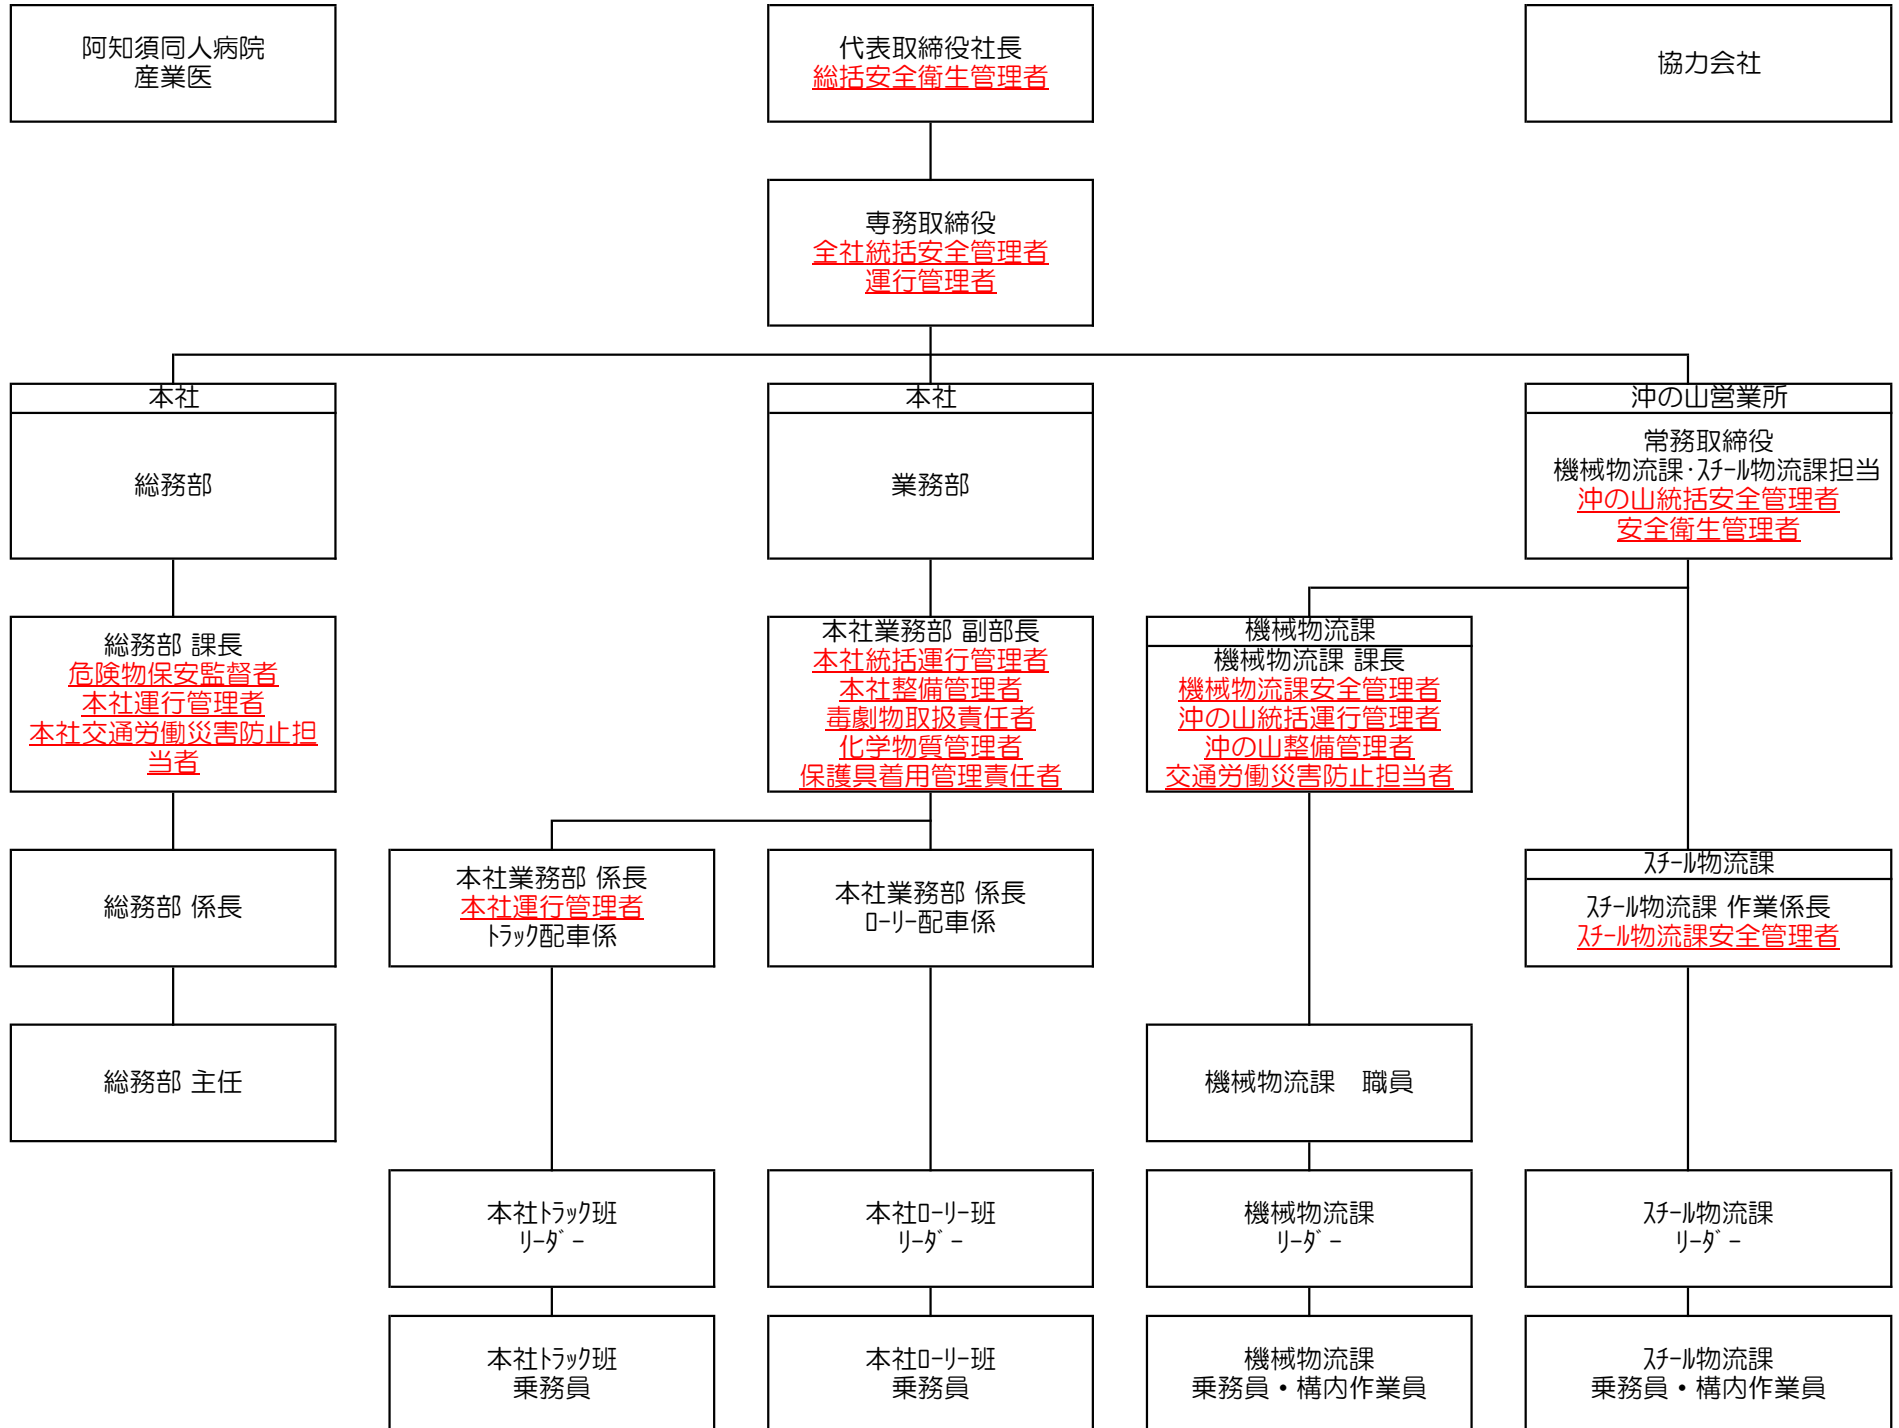 阿知須同人病院
産業医
代表取締役社長
総括安全衛生管理者
協力会社
専務取締役
全社統括安全管理者
運行管理者
本社
総務部
本社
業務部
沖の山営業所
常務取締役
機械物流課･ｽﾁｰﾙ物流課担当
沖の山統括安全管理者
安全衛生管理者
総務部 課長
危険物保安監督者
本社運行管理者
本社交通労働災害防止担
当者
本社業務部 副部長
本社統括運行管理者
本社整備管理者
毒劇物取扱責任者
化学物質管理者
保護具着用管理責任者
機械物流課
機械物流課 課長
機械物流課安全管理者
沖の山統括運行管理者
沖の山整備管理者
交通労働災害防止担当者
総務部 係長
本社業務部 係長
本社運行管理者
ﾄﾗｯｸ配車係
本社業務部 係長
ﾛｰﾘｰ配車係
ｽﾁｰﾙ物流課
ｽﾁｰﾙ物流課 作業係長
ｽﾁｰﾙ物流課安全管理者
総務部 主任
機械物流課　職員
本社ﾄﾗｯｸ班
ﾘｰﾀﾞｰ
本社ﾛｰﾘｰ班
ﾘｰﾀﾞｰ
機械物流課
ﾘｰﾀﾞｰ
ｽﾁｰﾙ物流課
ﾘｰﾀﾞｰ
本社ﾄﾗｯｸ班
乗務員
本社ﾛｰﾘｰ班
乗務員
機械物流課
乗務員・構内作業員
ｽﾁｰﾙ物流課
乗務員・構内作業員